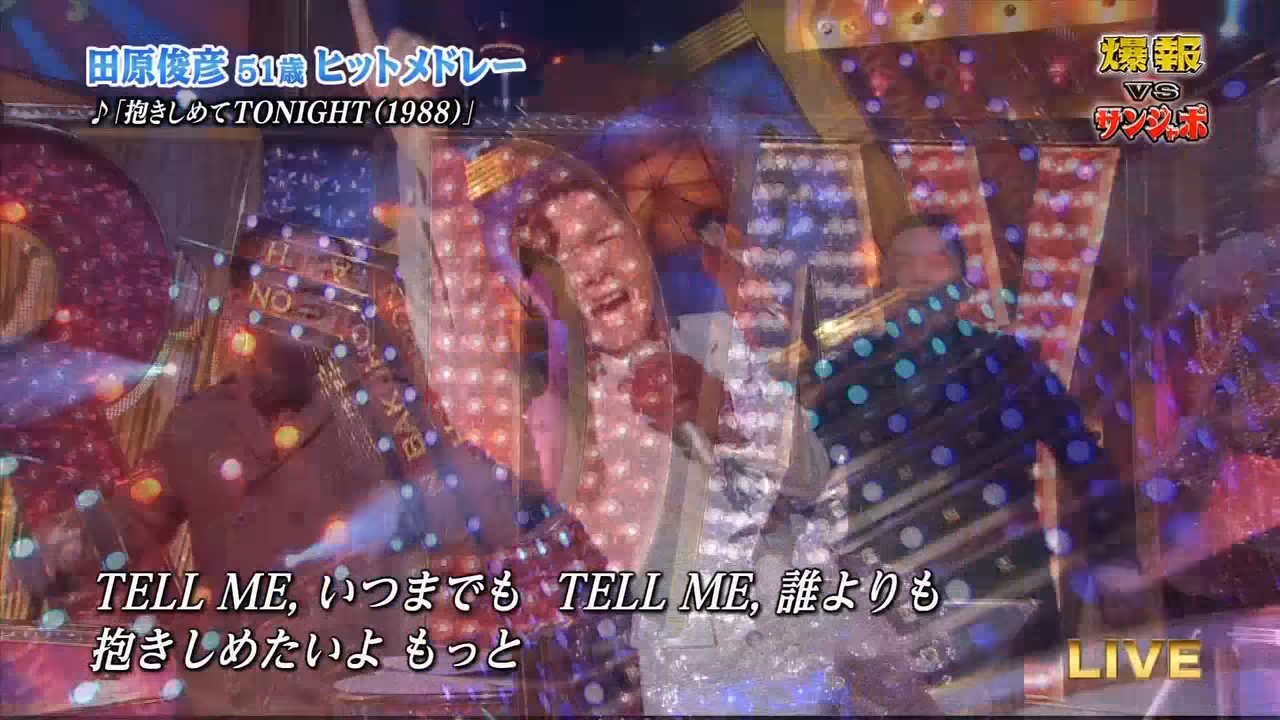 田原俊彦 51歳 ヒットメドレー
♪「抱きしめてTONIGHT(1988)」
爆報
VS
サンジャポ
NO
BAK
TELL ME, いつまでも TELL ME, 誰よりも
抱きしめたいよ もっと
LIVE